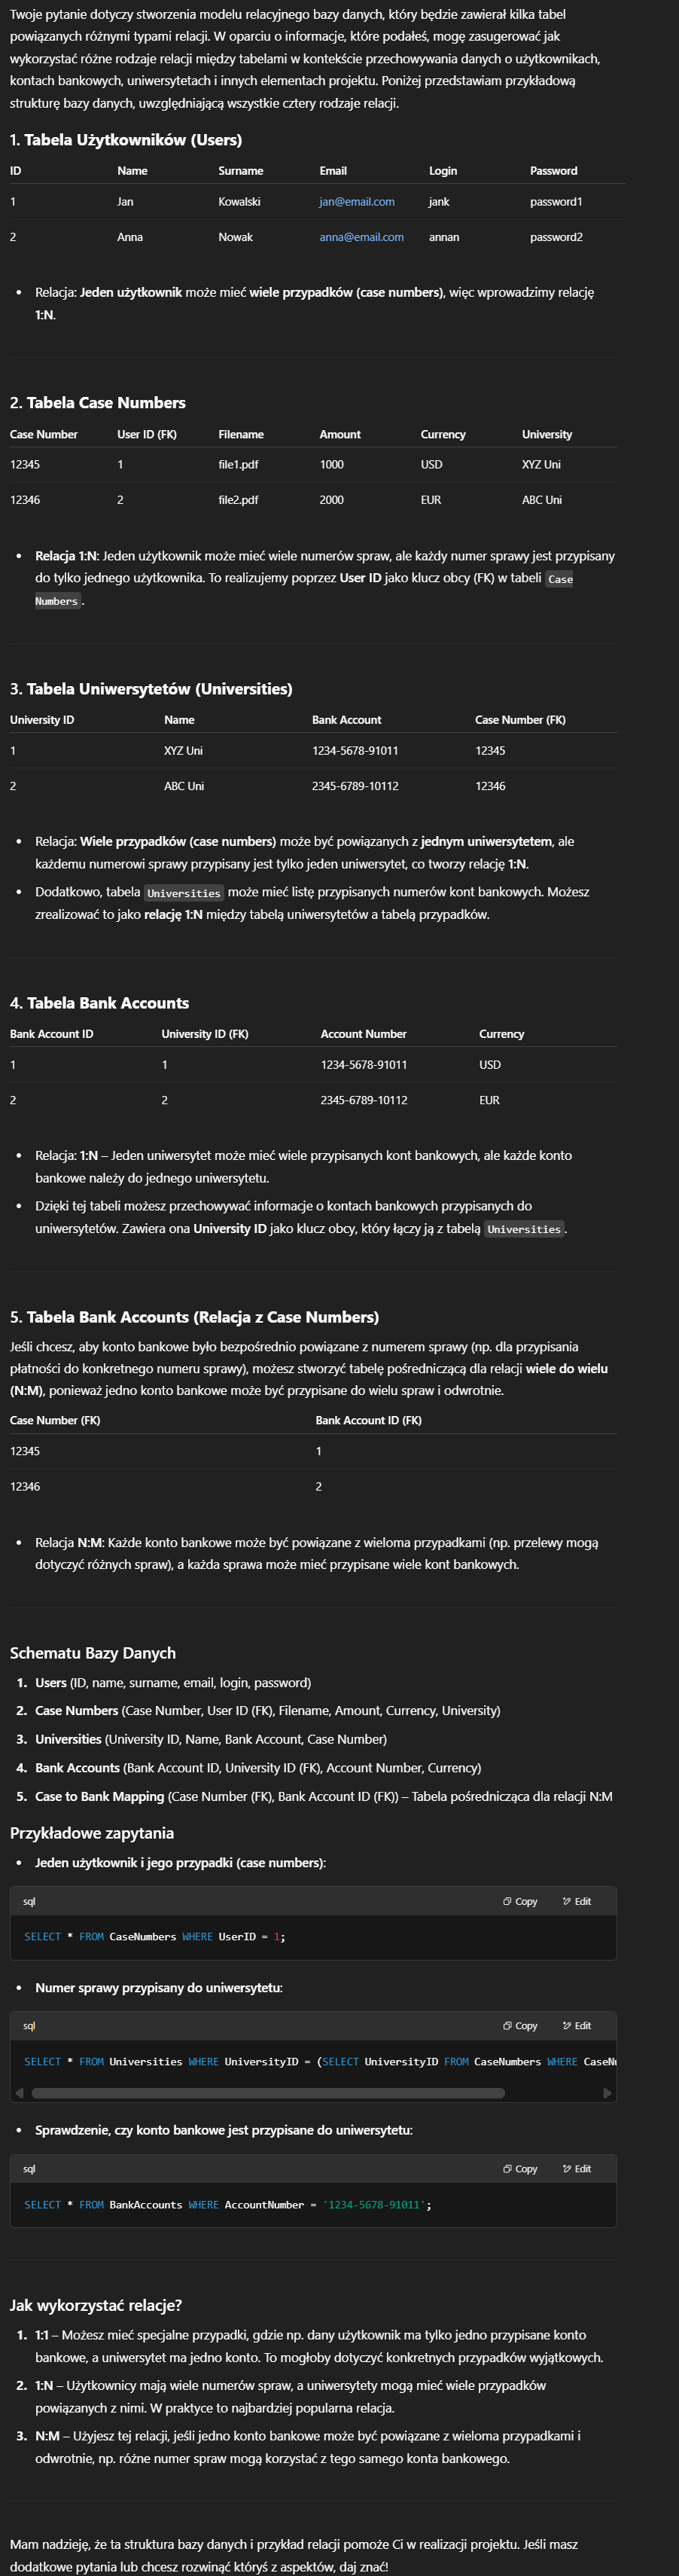 Twoje pytanie dotyczy stworzenia modelu relacyjnego bazy danych, który będzie zawierał kilka tabel
powiązanych różnymi typami relacji. W oparciu o informacje, które podałeś, mogę zasugerować jak
wykorzystać różne rodzaje relacji między tabelami w kontekście przechowywania danych o użytkownikach,
kontach bankowych, uniwersytetach i innych elementach projektu. Poniżej przedstawiam przykładową
strukturę bazy danych, uwzględniającą wszystkie cztery rodzaje relacji.
1. Tabela Użytkowników (Users)
ID Name Surname Email Login Password
1 Jan Kowalski jan@email.com jank password1
2 Anna Nowak anna@email.com annan password2
• Relacja: Jeden użytkownik może mieć wiele przypadków (case numbers), więc wprowadzimy relację
1:N.
2. Tabela Case Numbers
Case Number User ID (FK) Filename Amount Currency University
12345 1 file1.pdf 1000 USD XYZ Uni
12346 2 file2.pdf 2000 EUR ABC Uni
• Relacja 1:N: Jeden użytkownik może mieć wiele numerów spraw, ale każdy numer sprawy jest przypisany
do tylko jednego użytkownika. To realizujemy poprzez User ID jako klucz obcy (FK) w tabeli Case
Numbers.
3. Tabela Uniwersytetów (Universities)
University ID Name Bank Account Case Number (FK)
1 XYZ Uni 1234-5678-91011 12345
2 ABC Uni 2345-6789-10112 12346
• Relacja: Wiele przypadków (case numbers) może być powiązanych z jednym uniwersytetem, ale
każdemu numerowi sprawy przypisany jest tylko jeden uniwersytet, co tworzy relację 1:N.
• Dodatkowo, tabela Universities może mieć listę przypisanych numerów kont bankowych. Możesz
zrealizować to jako relację 1:N między tabelą uniwersytetów a tabelą przypadków.
4. Tabela Bank Accounts
Bank Account ID University ID (FK) Account Number Currency
1 1 1234-5678-91011 USD
2 2 2345-6789-10112 EUR
• Relacja: 1:N – Jeden uniwersytet może mieć wiele przypisanych kont bankowych, ale każde konto
bankowe należy do jednego uniwersytetu.
• Dzięki tej tabeli możesz przechowywać informacje o kontach bankowych przypisanych do
uniwersytetów. Zawiera ona University ID jako klucz obcy, który łączy ją z tabelą Universities.
5. Tabela Bank Accounts (Relacja z Case Numbers)
Jeśli chcesz, aby konto bankowe było bezpośrednio powiązane z numerem sprawy (np. dla przypisania
płatności do konkretnego numeru sprawy), możesz stworzyć tabelę pośredniczącą dla relacji wiele do wielu
(N:M), ponieważ jedno konto bankowe może być przypisane do wielu spraw i odwrotnie.
Case Number (FK) Bank Account ID (FK)
12345 1
12346 2
• Relacja N:M: Każde konto bankowe może być powiązane z wieloma przypadkami (np. przelewy mogą
dotyczyć różnych spraw), a każda sprawa może mieć przypisane wiele kont bankowych.
Schematu Bazy Danych
1. Users (ID, name, surname, email, login, password)
2. Case Numbers (Case Number, User ID (FK), Filename, Amount, Currency, University)
3. Universities (University ID, Name, Bank Account, Case Number)
4. Bank Accounts (Bank Account ID, University ID (FK), Account Number, Currency)
5. Case to Bank Mapping (Case Number (FK), Bank Account ID (FK)) – Tabela pośrednicząca dla relacji N:M
Przykładowe zapytania
• Jeden użytkownik i jego przypadki (case numbers):
sql Copy Edit
SELECT * FROM CaseNumbers WHERE UserID = 1;
• Numer sprawy przypisany do uniwersytetu:
sql Copy Edit
SELECT * FROM Universities WHERE UniversityID = (SELECT UniversityID FROM CaseNumbers WHERE CaseNu
• Sprawdzenie, czy konto bankowe jest przypisane do uniwersytetu:
sql Copy Edit
SELECT * FROM BankAccounts WHERE AccountNumber = '1234-5678-91011';
Jak wykorzystać relacje?
1. 1:1 – Możesz mieć specjalne przypadki, gdzie np. dany użytkownik ma tylko jedno przypisane konto
bankowe, a uniwersytet ma jedno konto. To mogłoby dotyczyć konkretnych przypadków wyjątkowych.
2. 1:N – Użytkownicy mają wiele numerów spraw, a uniwersytety mogą mieć wiele przypadków
powiązanych z nimi. W praktyce to najbardziej popularna relacja.
3. N:M – Użyjesz tej relacji, jeśli jedno konto bankowe może być powiązane z wieloma przypadkami i
odwrotnie, np. różne numer spraw mogą korzystać z tego samego konta bankowego.
Mam nadzieję, że ta struktura bazy danych i przykład relacji pomoże Ci w realizacji projektu. Jeśli masz
dodatkowe pytania lub chcesz rozwinąć któryś z aspektów, daj znać!